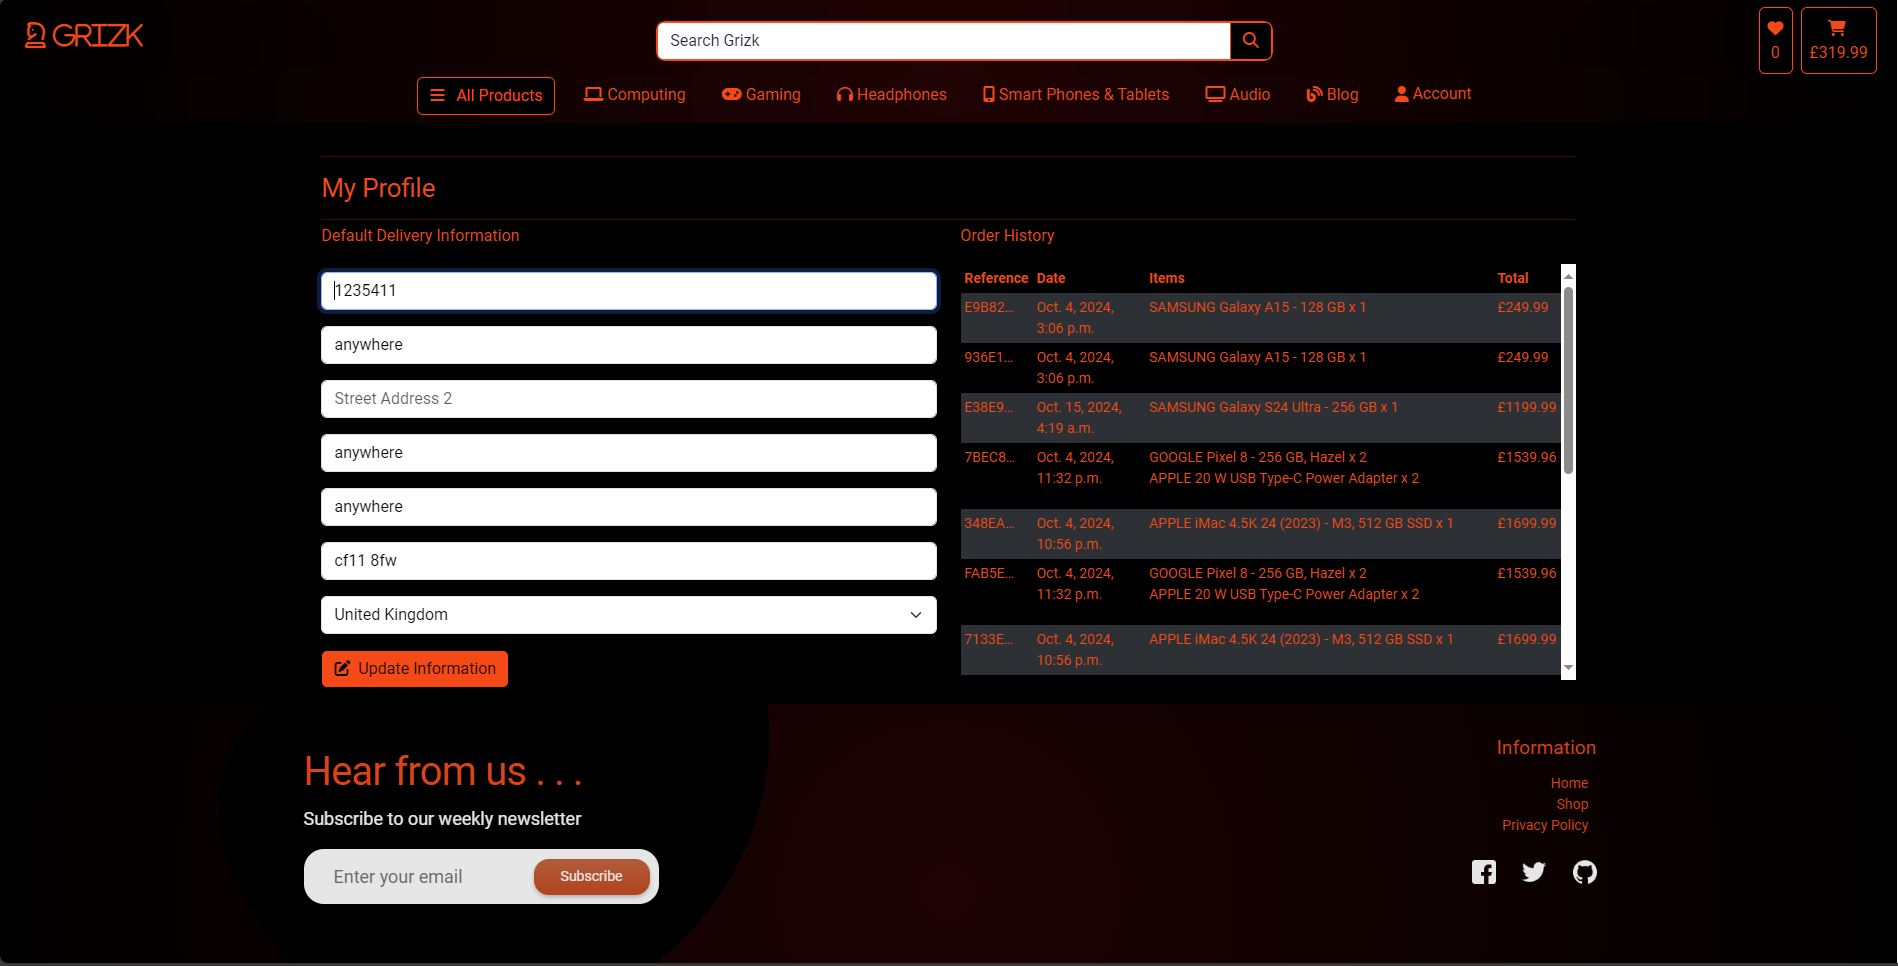 GRIZK
Search Grizk
0
£319.99
All Products
Computing
Gaming
Headphones
Smart Phones & Tablets
Audio
Blog
Account
My Profile
Default Delivery Information
1235411
anywhere
Street Address 2
anywhere
anywhere
cf11 8fw
United Kingdom
Update Information
Order History
Reference Date Items Total
E9B82... Oct. 4, 2024, SAMSUNG Galaxy A15 - 128 GB x 1 £249.99
3:06 p.m.
936E1... Oct. 4, 2024, SAMSUNG Galaxy A15 - 128 GB x 1 £249.99
3:06 p.m.
E38E9... Oct. 15, 2024, SAMSUNG Galaxy S24 Ultra - 256 GB x 1 £1199.99
4:19 a.m.
7BEC8... Oct. 4, 2024, GOOGLE Pixel 8 - 256 GB, Hazel x 2 £1539.96
11:32 p.m. APPLE 20 W USB Type-C Power Adapter x 2
348EA... Oct. 4, 2024, APPLE iMac 4.5K 24 (2023) - M3, 512 GB SSD x 1 £1699.99
10:56 p.m.
FAB5E... Oct. 4, 2024, GOOGLE Pixel 8 - 256 GB, Hazel x 2 £1539.96
11:32 p.m. APPLE 20 W USB Type-C Power Adapter x 2
7133E... Oct. 4, 2024, APPLE iMac 4.5K 24 (2023) - M3, 512 GB SSD x 1 £1699.99
10:56 p.m.
Hear from us . . .
Subscribe to our weekly newsletter
Enter your email
Subscribe
Information
Home
Shop
Privacy Policy